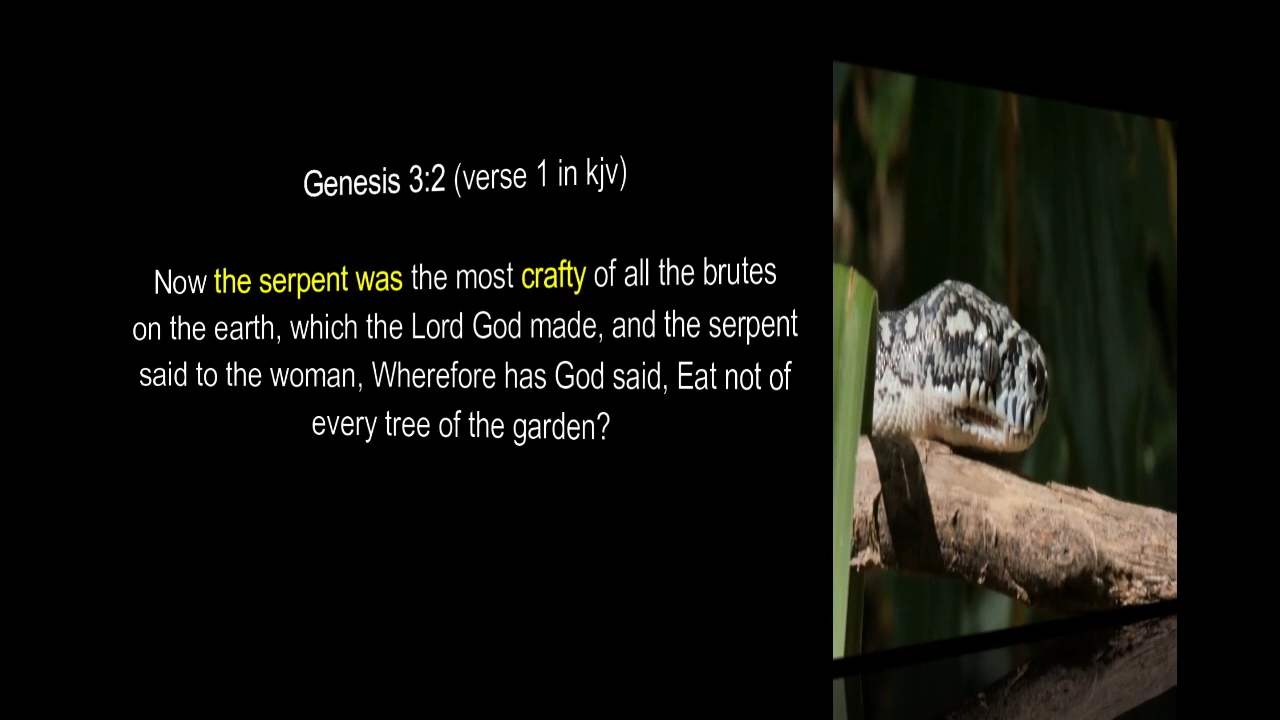 Genesis 3:2 (verse 1 in kjv)
Now the serpent was the most crafty of all the brutes
on the earth, which the Lord God made, and the serpent
said to the woman, Wherefore has God said, Eat not of
every tree of the garden?